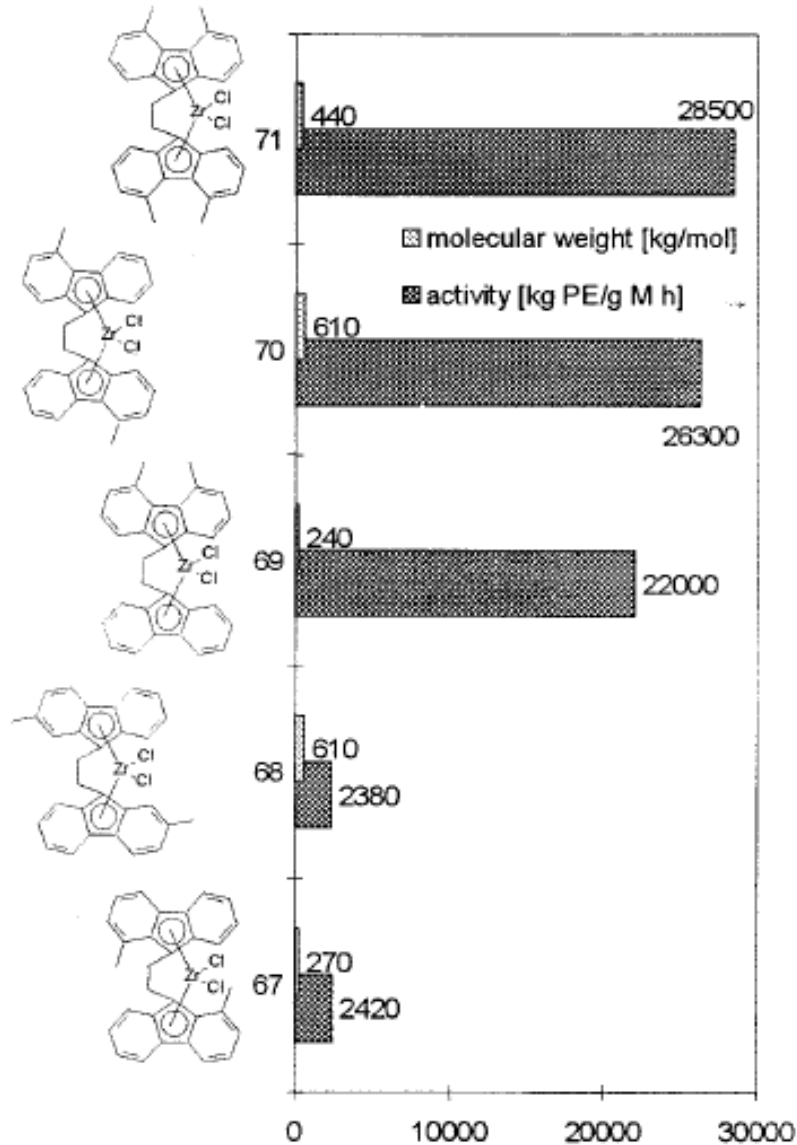 Cl
Zr
Cl
71
440
28500
molecular weight [kg/mol]
activity [kg PE/g M h]
Cl
Zr
Cl
70
610
26300
Cl
Zr
Cl
69
240
22000
Cl
Zr
Cl
68
610
2380
Cl
Zr
Cl
67
270
2420
0 10000 20000 30000